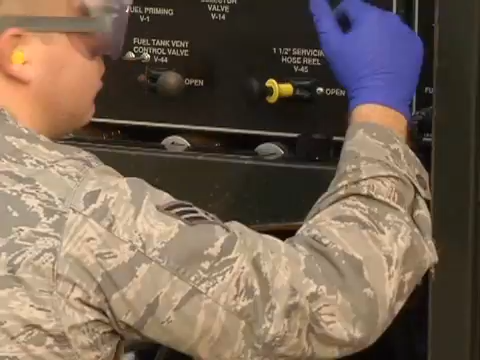 FUEL PRIMING
V-1
VALVE
V-14
FUEL TANK VENT
CONTROL VALVE
V-44
OPEN
1 1/2" SERVICING
HOSE REEL
V-45
OPEN